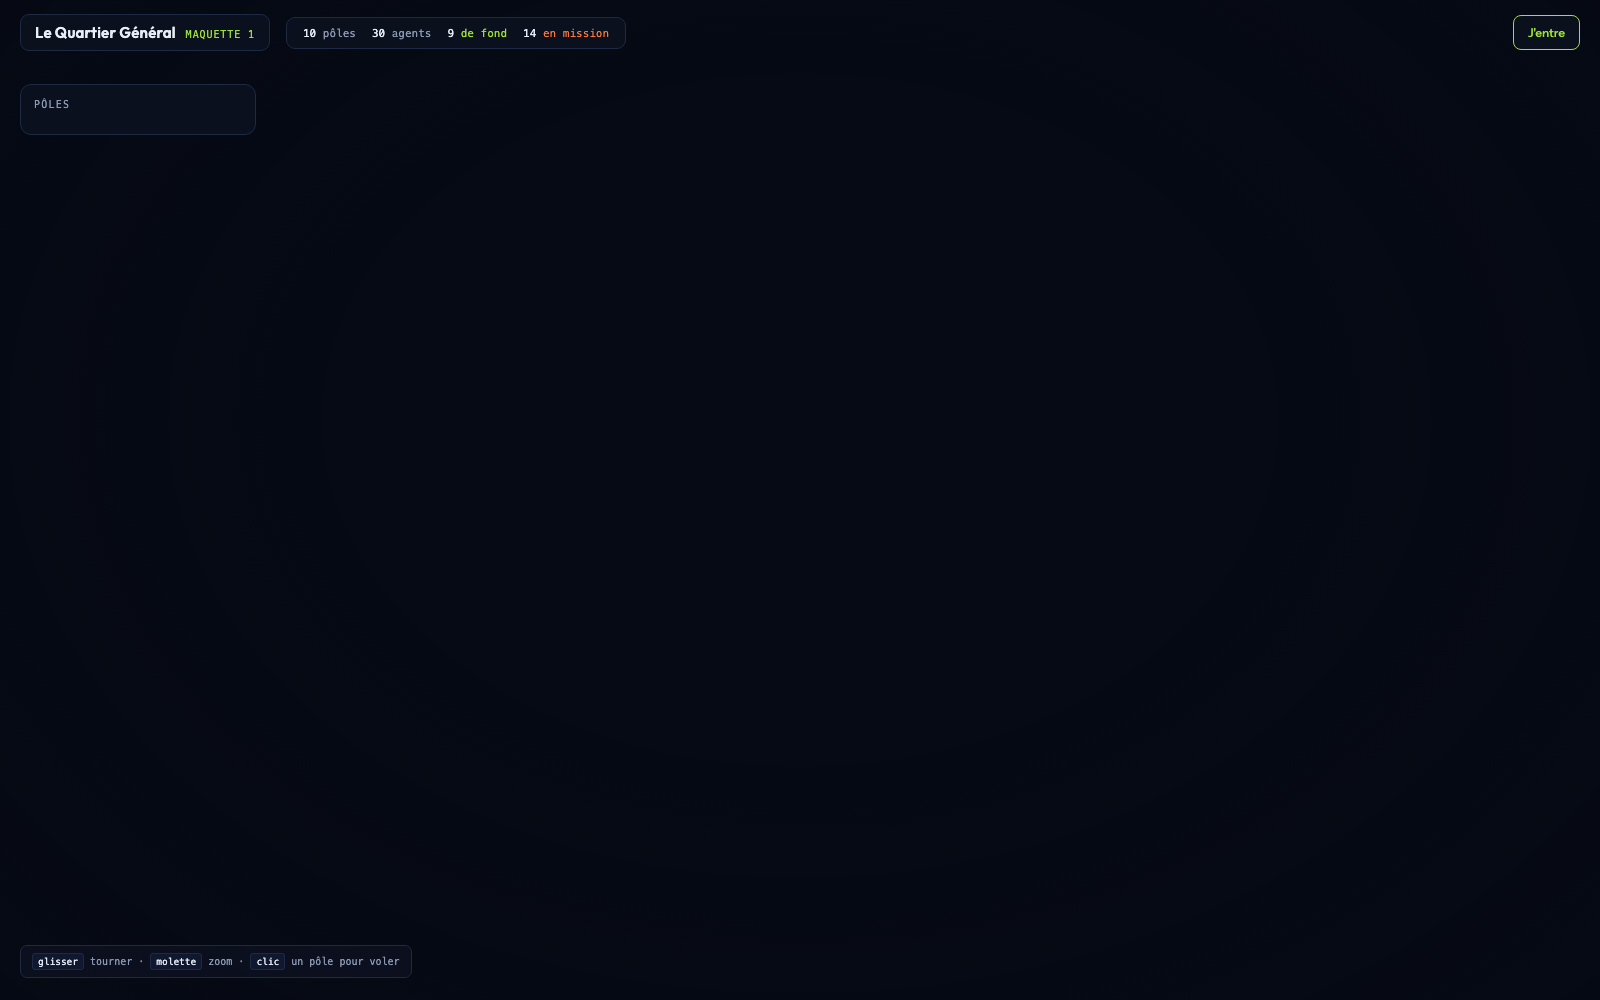 Le Quartier Général MAQUETTE 1
10 pôles 30 agents 9 de fond 14 en mission
J'entre
PÔLES
glisser tourner · molette zoom · clic un pôle pour voler